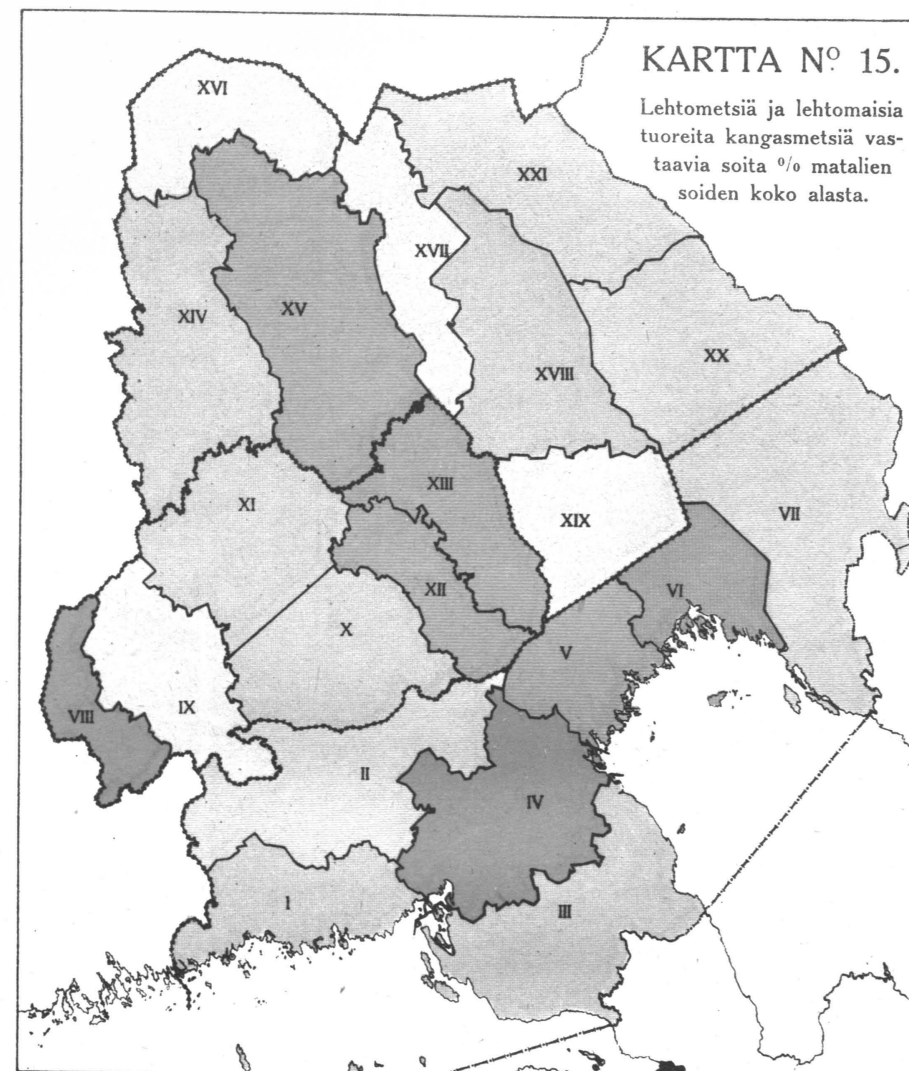 KARTTA Nº 15.
Lehtometsiä ja lehtomaisia
tuoreita kangasmetsiä vas-
taavia soita % matalien
soiden koko alasta.
XVI
XXI
XVII
XIV
XV
XX
XVIII
XIII
XI
XIX
VII
XII
VI
X
V
VIII
IX
II
IV
I
III